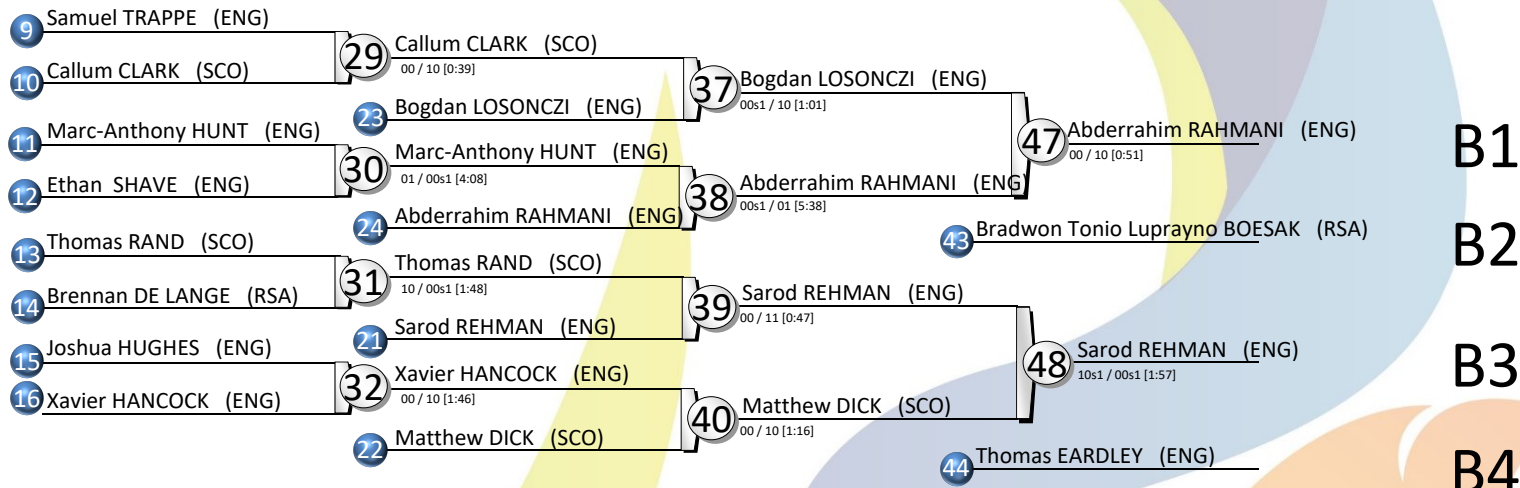 9 Samuel TRAPPE (ENG)
29 Callum CLARK (SCO)
00 / 10 [0:39]
10 Callum CLARK (SCO)
37 Bogdan LOSONCZI (ENG)
00s1 / 10 [1:01]
23 Bogdan LOSONCZI (ENG)
11 Marc-Anthony HUNT (ENG)
30 Marc-Anthony HUNT (ENG)
01 / 00s1 [4:08]
12 Ethan SHAVE (ENG)
38 Abderrahim RAHMANI (ENG)
00s1 / 01 [5:38]
24 Abderrahim RAHMANI (ENG)
47 Abderrahim RAHMANI (ENG)
00 / 10 [0:51]
B1
43 Bradwon Tonio Luprayno BOESAK (RSA)
B2
13 Thomas RAND (SCO)
31 Thomas RAND (SCO)
10 / 00s1 [1:48]
14 Brennan DE LANGE (RSA)
39 Sarod REHMAN (ENG)
00 / 11 [0:47]
21 Sarod REHMAN (ENG)
15 Joshua HUGHES (ENG)
32 Xavier HANCOCK (ENG)
00 / 10 [1:46]
16 Xavier HANCOCK (ENG)
40 Matthew DICK (SCO)
00 / 10 [1:16]
22 Matthew DICK (SCO)
48 Sarod REHMAN (ENG)
10s1 / 00s1 [1:57]
B3
44 Thomas EARDLEY (ENG)
B4